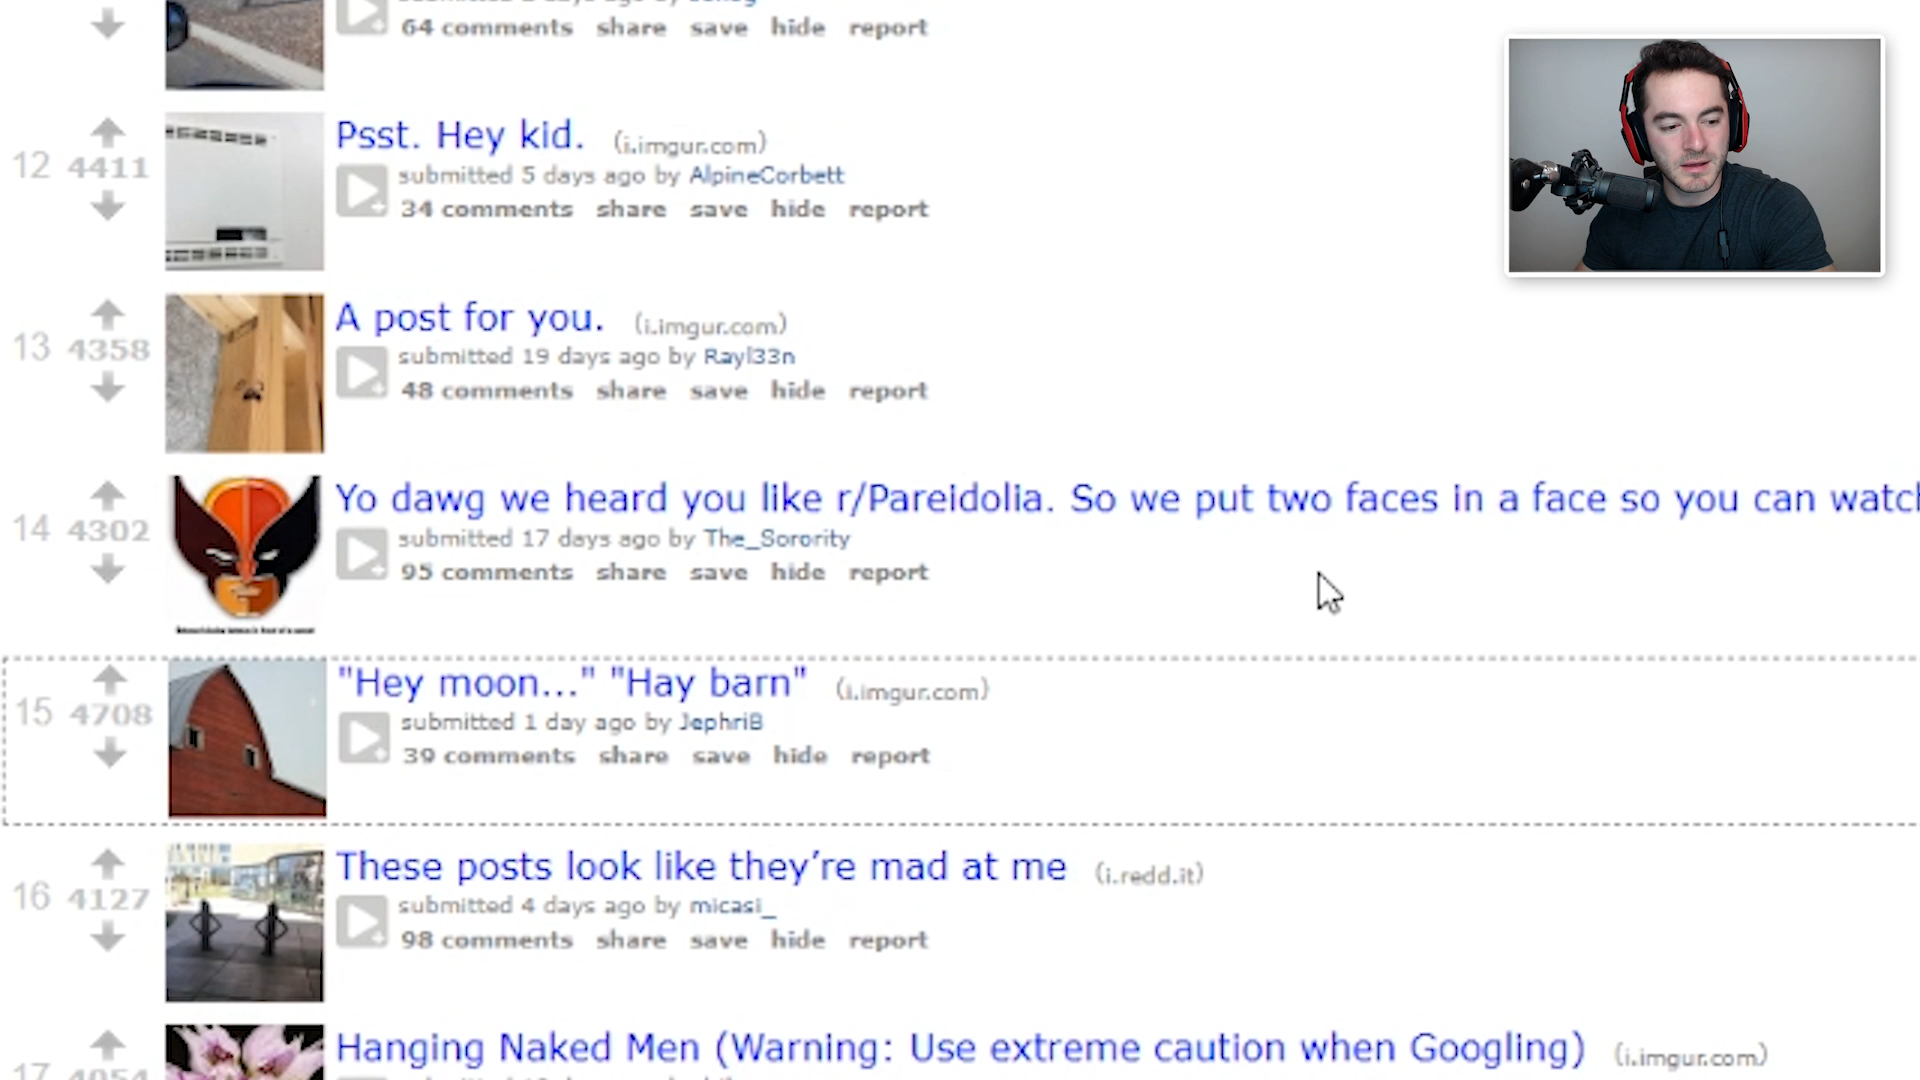 64 comments share save hide report
Psst. Hey kid. (i.imgur.com)
12 4411
submitted 5 days ago by AlpineCorbett
34 comments share save hide report
A post for you. (i.imgur.com)
13 4358
submitted 19 days ago by Rayl33n
48 comments share save hide report
Yo dawg we heard you like r/Pareidolia. So we put two faces in a face so you can watch
14 4302
submitted 17 days ago by The_Sorority
95 comments share save hide report
"Hey moon..." "Hay barn" (i.imgur.com)
15 4708
submitted 1 day ago by JephriB
39 comments share save hide report
These posts look like they're mad at me (i.redd.it)
16 4127
submitted 4 days ago by micasi_
98 comments share save hide report
Hanging Naked Men (Warning: Use extreme caution when Googling) (i.imgur.com)
17 4054